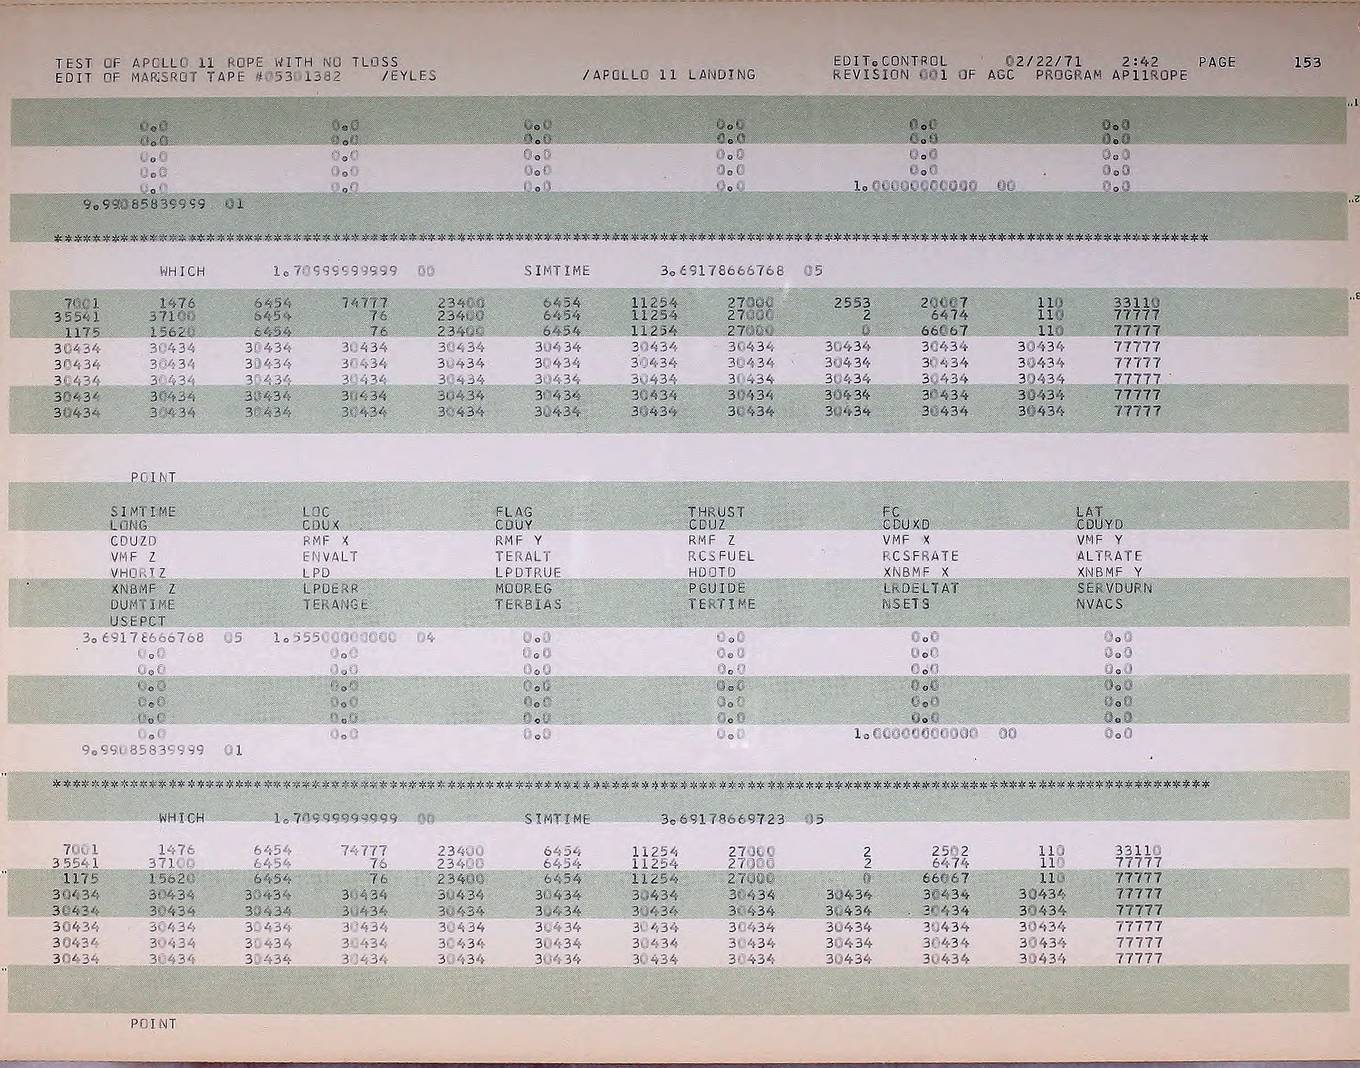 TEST OF APOLLO 11 ROPE WITH NO TLOSS EDIT.CONTROL 02/22/71 2:42 PAGE 153
EDIT OF MARSROT TAPE #05301382 /EYLES /APOLLO 11 LANDING REVISION 001 OF AGC PROGRAM AP11ROPE
0.0 0.0 0.0 0.0 0.0 0.0
0.0 0.0 0.0 0.0 0.0 0.0
0.0 0.0 0.0 0.0 0.0 0.0
0.0 0.0 0.0 0.0 0.0 0.0
0.0 0.0 0.0 0.0 1.00000000000 00 0.0
9.99085839999 01
************************************************************************************************************************
WHICH 1.70999999999 00 SIMTIME 3.69178666768 05
7001 1476 6454 74777 23400 6454 11254 27000 2553 20007 110 33110
35541 37100 6454 76 23400 6454 11254 27000 2 6474 110 77777
1175 15620 6454 76 23400 6454 11254 27000 0 66067 110 77777
30434 30434 30434 30434 30434 30434 30434 30434 30434 30434 30434 77777
30434 30434 30434 30434 30434 30434 30434 30434 30434 30434 30434 77777
30434 30434 30434 30434 30434 30434 30434 30434 30434 30434 30434 77777
30434 30434 30434 30434 30434 30434 30434 30434 30434 30434 30434 77777
30434 30434 30434 30434 30434 30434 30434 30434 30434 30434 30434 77777
POINT
SIMTIME LOC FLAG THRUST FC LAT
LONG CDUX CDUY CDUZ CDUXD CDUYD
CDUZD RMF X RMF Y RMF Z VMF X VMF Y
VMF Z ENVALT TERALT RCSFUEL RCSFRATE ALTRATE
VHORIZ LPD LPDTRUE HDOTD XNBMF X XNBMF Y
XNBMF Z LPDERR MODREG PGUIDE LRDELTAT SERVDURN
DUMTIME TERANGE TERBIAS TERTIME NSETS NVACS
USEPCT
3.69178666768 05 1.55500000000 04 0.0 0.0 0.0 0.0
0.0 0.0 0.0 0.0 0.0 0.0
0.0 0.0 0.0 0.0 0.0 0.0
0.0 0.0 0.0 0.0 0.0 0.0
0.0 0.0 0.0 0.0 0.0 0.0
0.0 0.0 0.0 0.0 0.0 0.0
0.0 0.0 0.0 0.0 1.00000000000 00 0.0
9.99085839999 01
************************************************************************************************************************
WHICH 1.70999999999 00 SIMTIME 3.69178669723 05
7001 1476 6454 74777 23400 6454 11254 27000 2 2502 110 33110
35541 37100 6454 76 23400 6454 11254 27000 2 6474 110 77777
1175 15620 6454 76 23400 6454 11254 27000 0 66067 110 77777
30434 30434 30434 30434 30434 30434 30434 30434 30434 30434 30434 77777
30434 30434 30434 30434 30434 30434 30434 30434 30434 30434 30434 77777
30434 30434 30434 30434 30434 30434 30434 30434 30434 30434 30434 77777
30434 30434 30434 30434 30434 30434 30434 30434 30434 30434 30434 77777
30434 30434 30434 30434 30434 30434 30434 30434 30434 30434 30434 77777
POINT